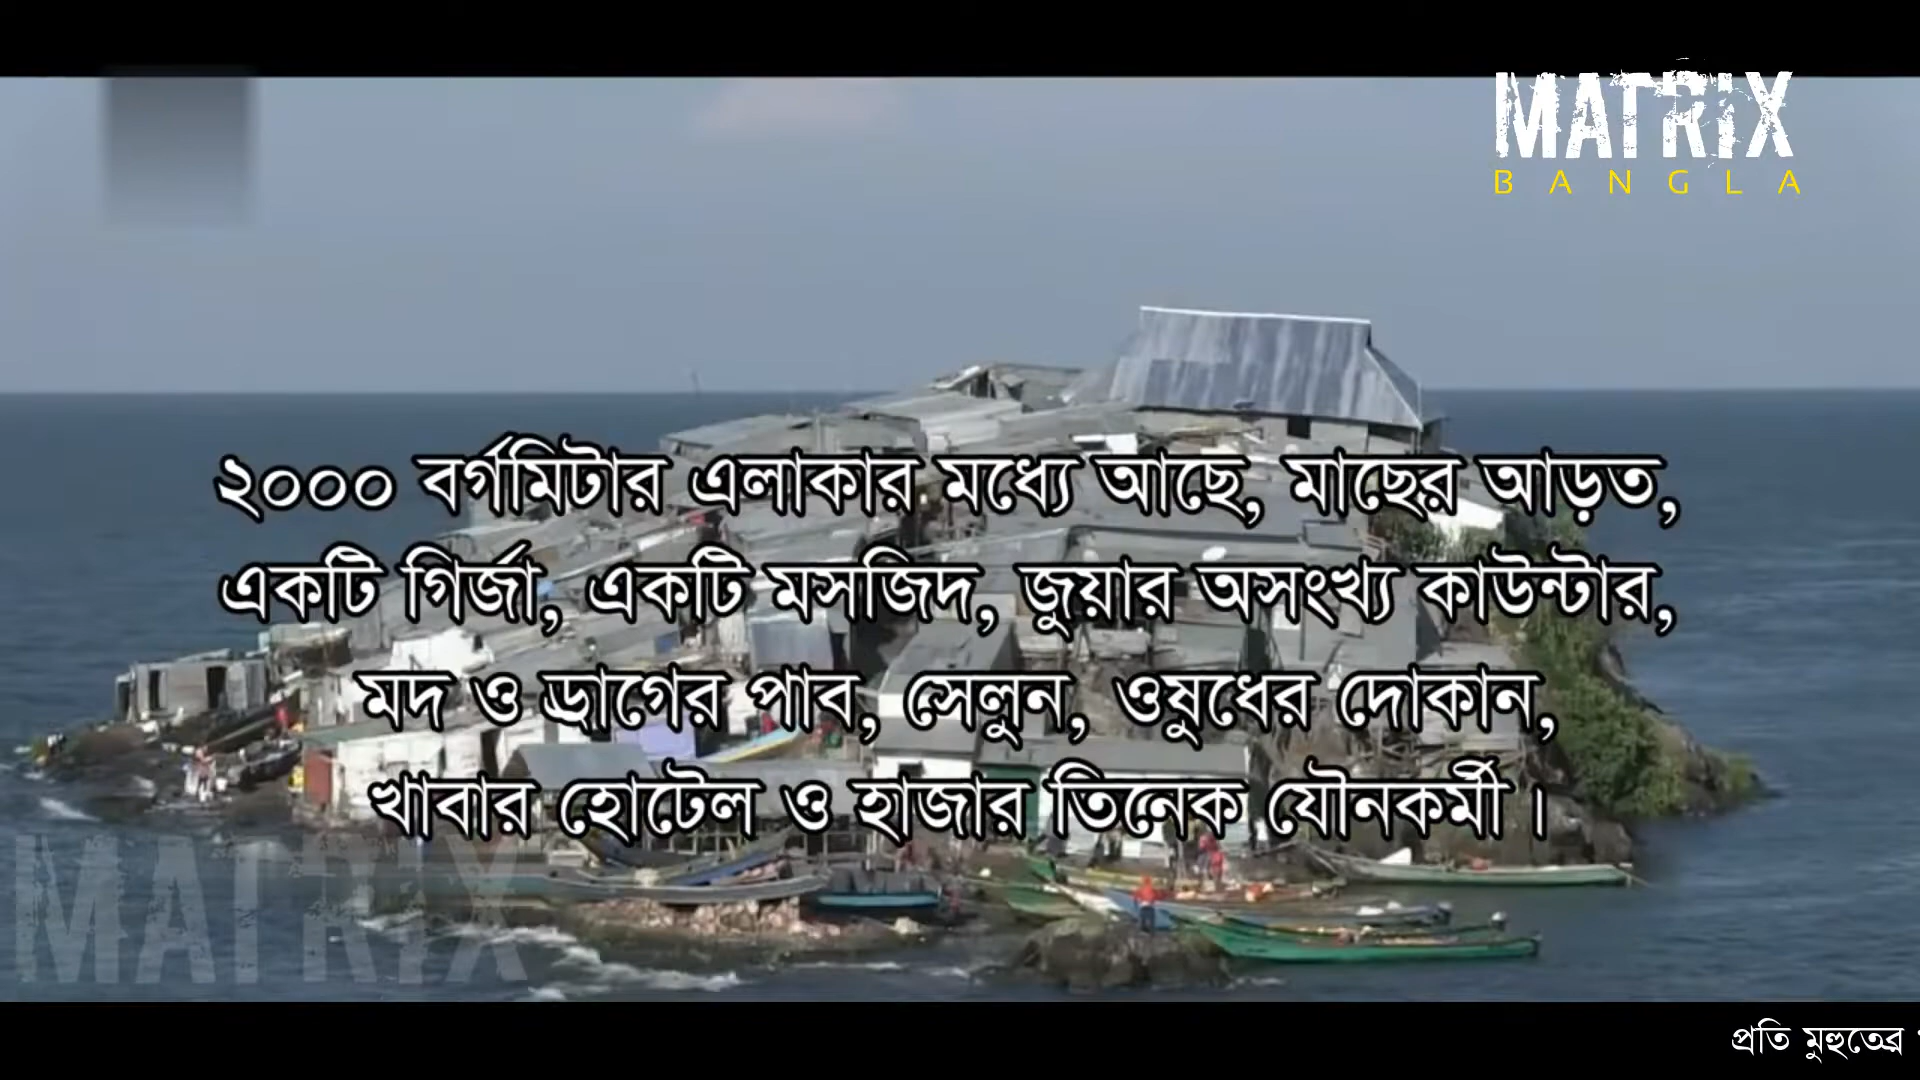 MATRIX
BANGLA
২০০০ বর্গমিটার এলাকার মধ্যে আছে, মাছের আড়ত,
একটি গির্জা, একটি মসজিদ, জুয়ার অসংখ্য কাউন্টার,
মদ ও ড্রাগের পাব, সেলুন, ওষুধের দোকান,
খাবার হোটেল ও হাজার তিনেক যৌনকর্মী।
MATRIX
প্রতি মুহুতের